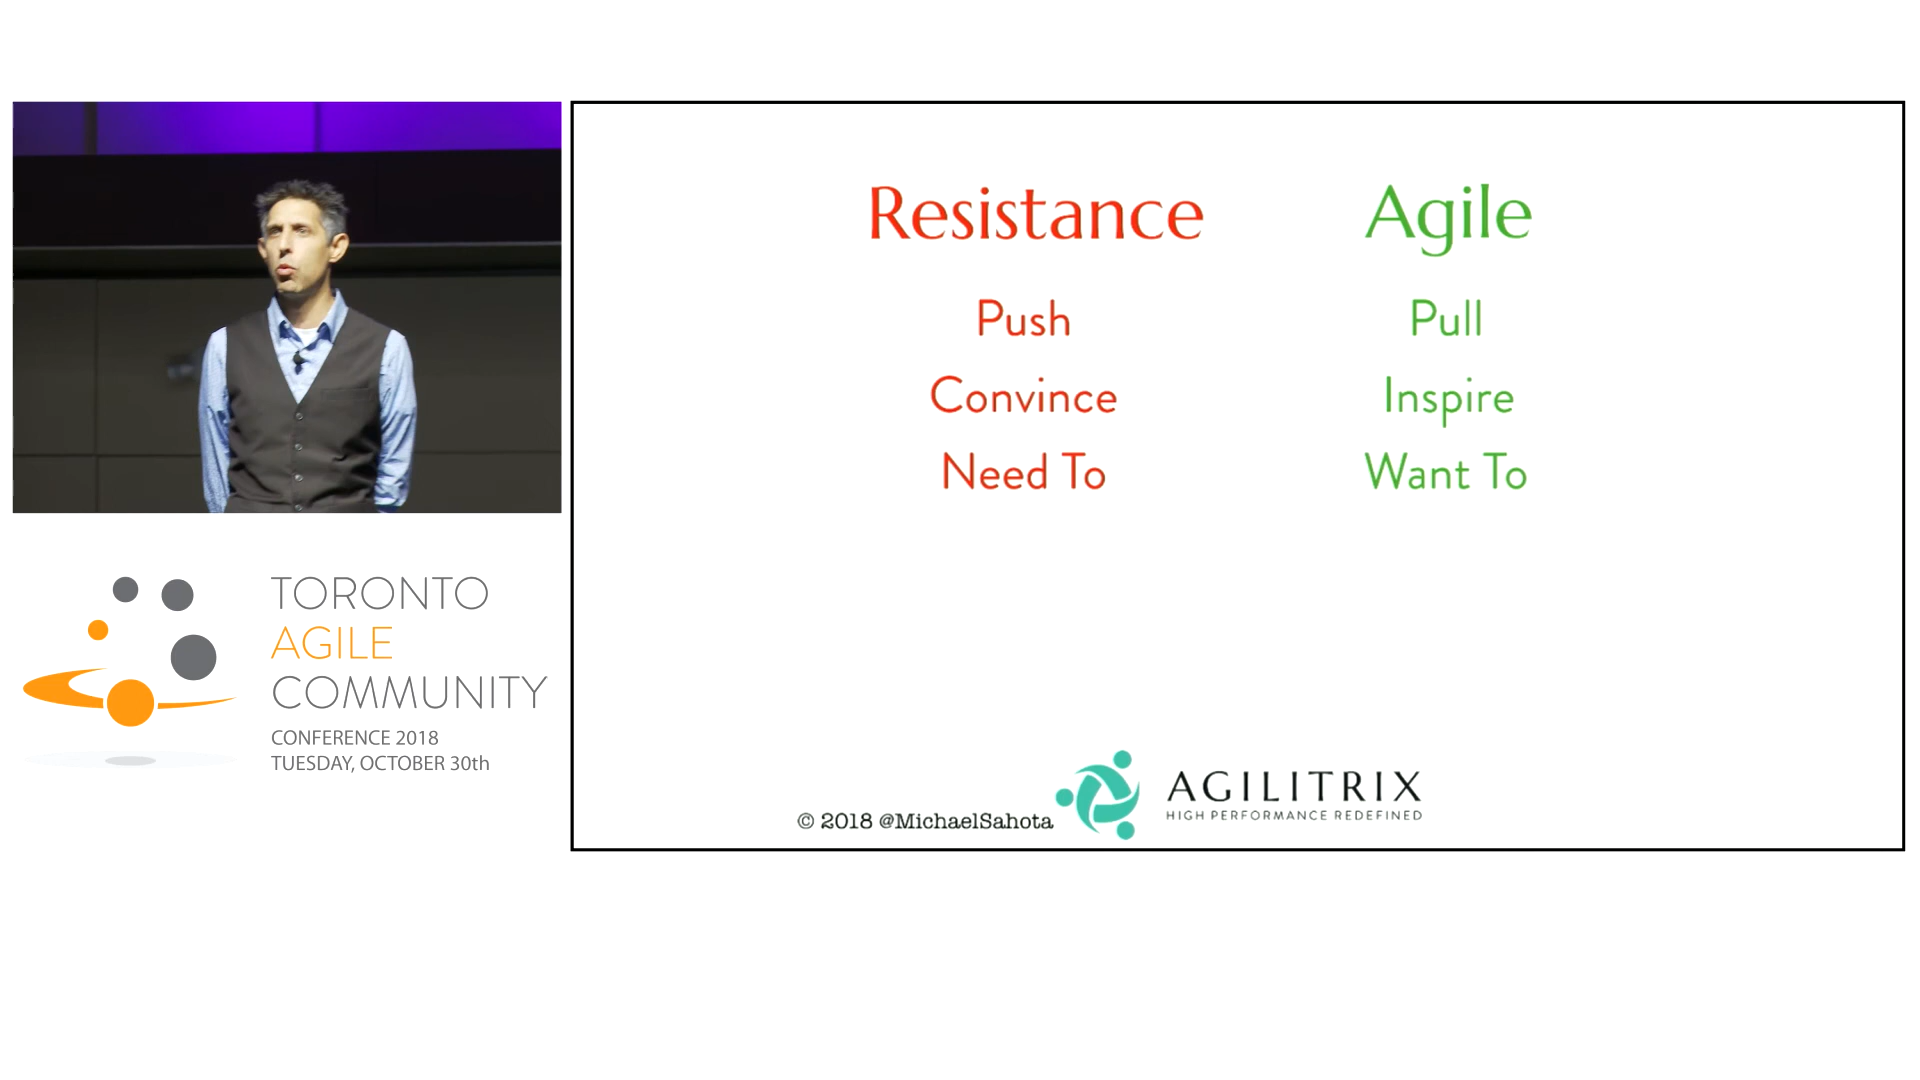 TORONTO
AGILE
COMMUNITY
CONFERENCE 2018
TUESDAY, OCTOBER 30th
Resistance Agile
Push Pull
Convince Inspire
Need To Want To
© 2018 @MichaelSahota
AGILITRIX
HIGH PERFORMANCE REDEFINED